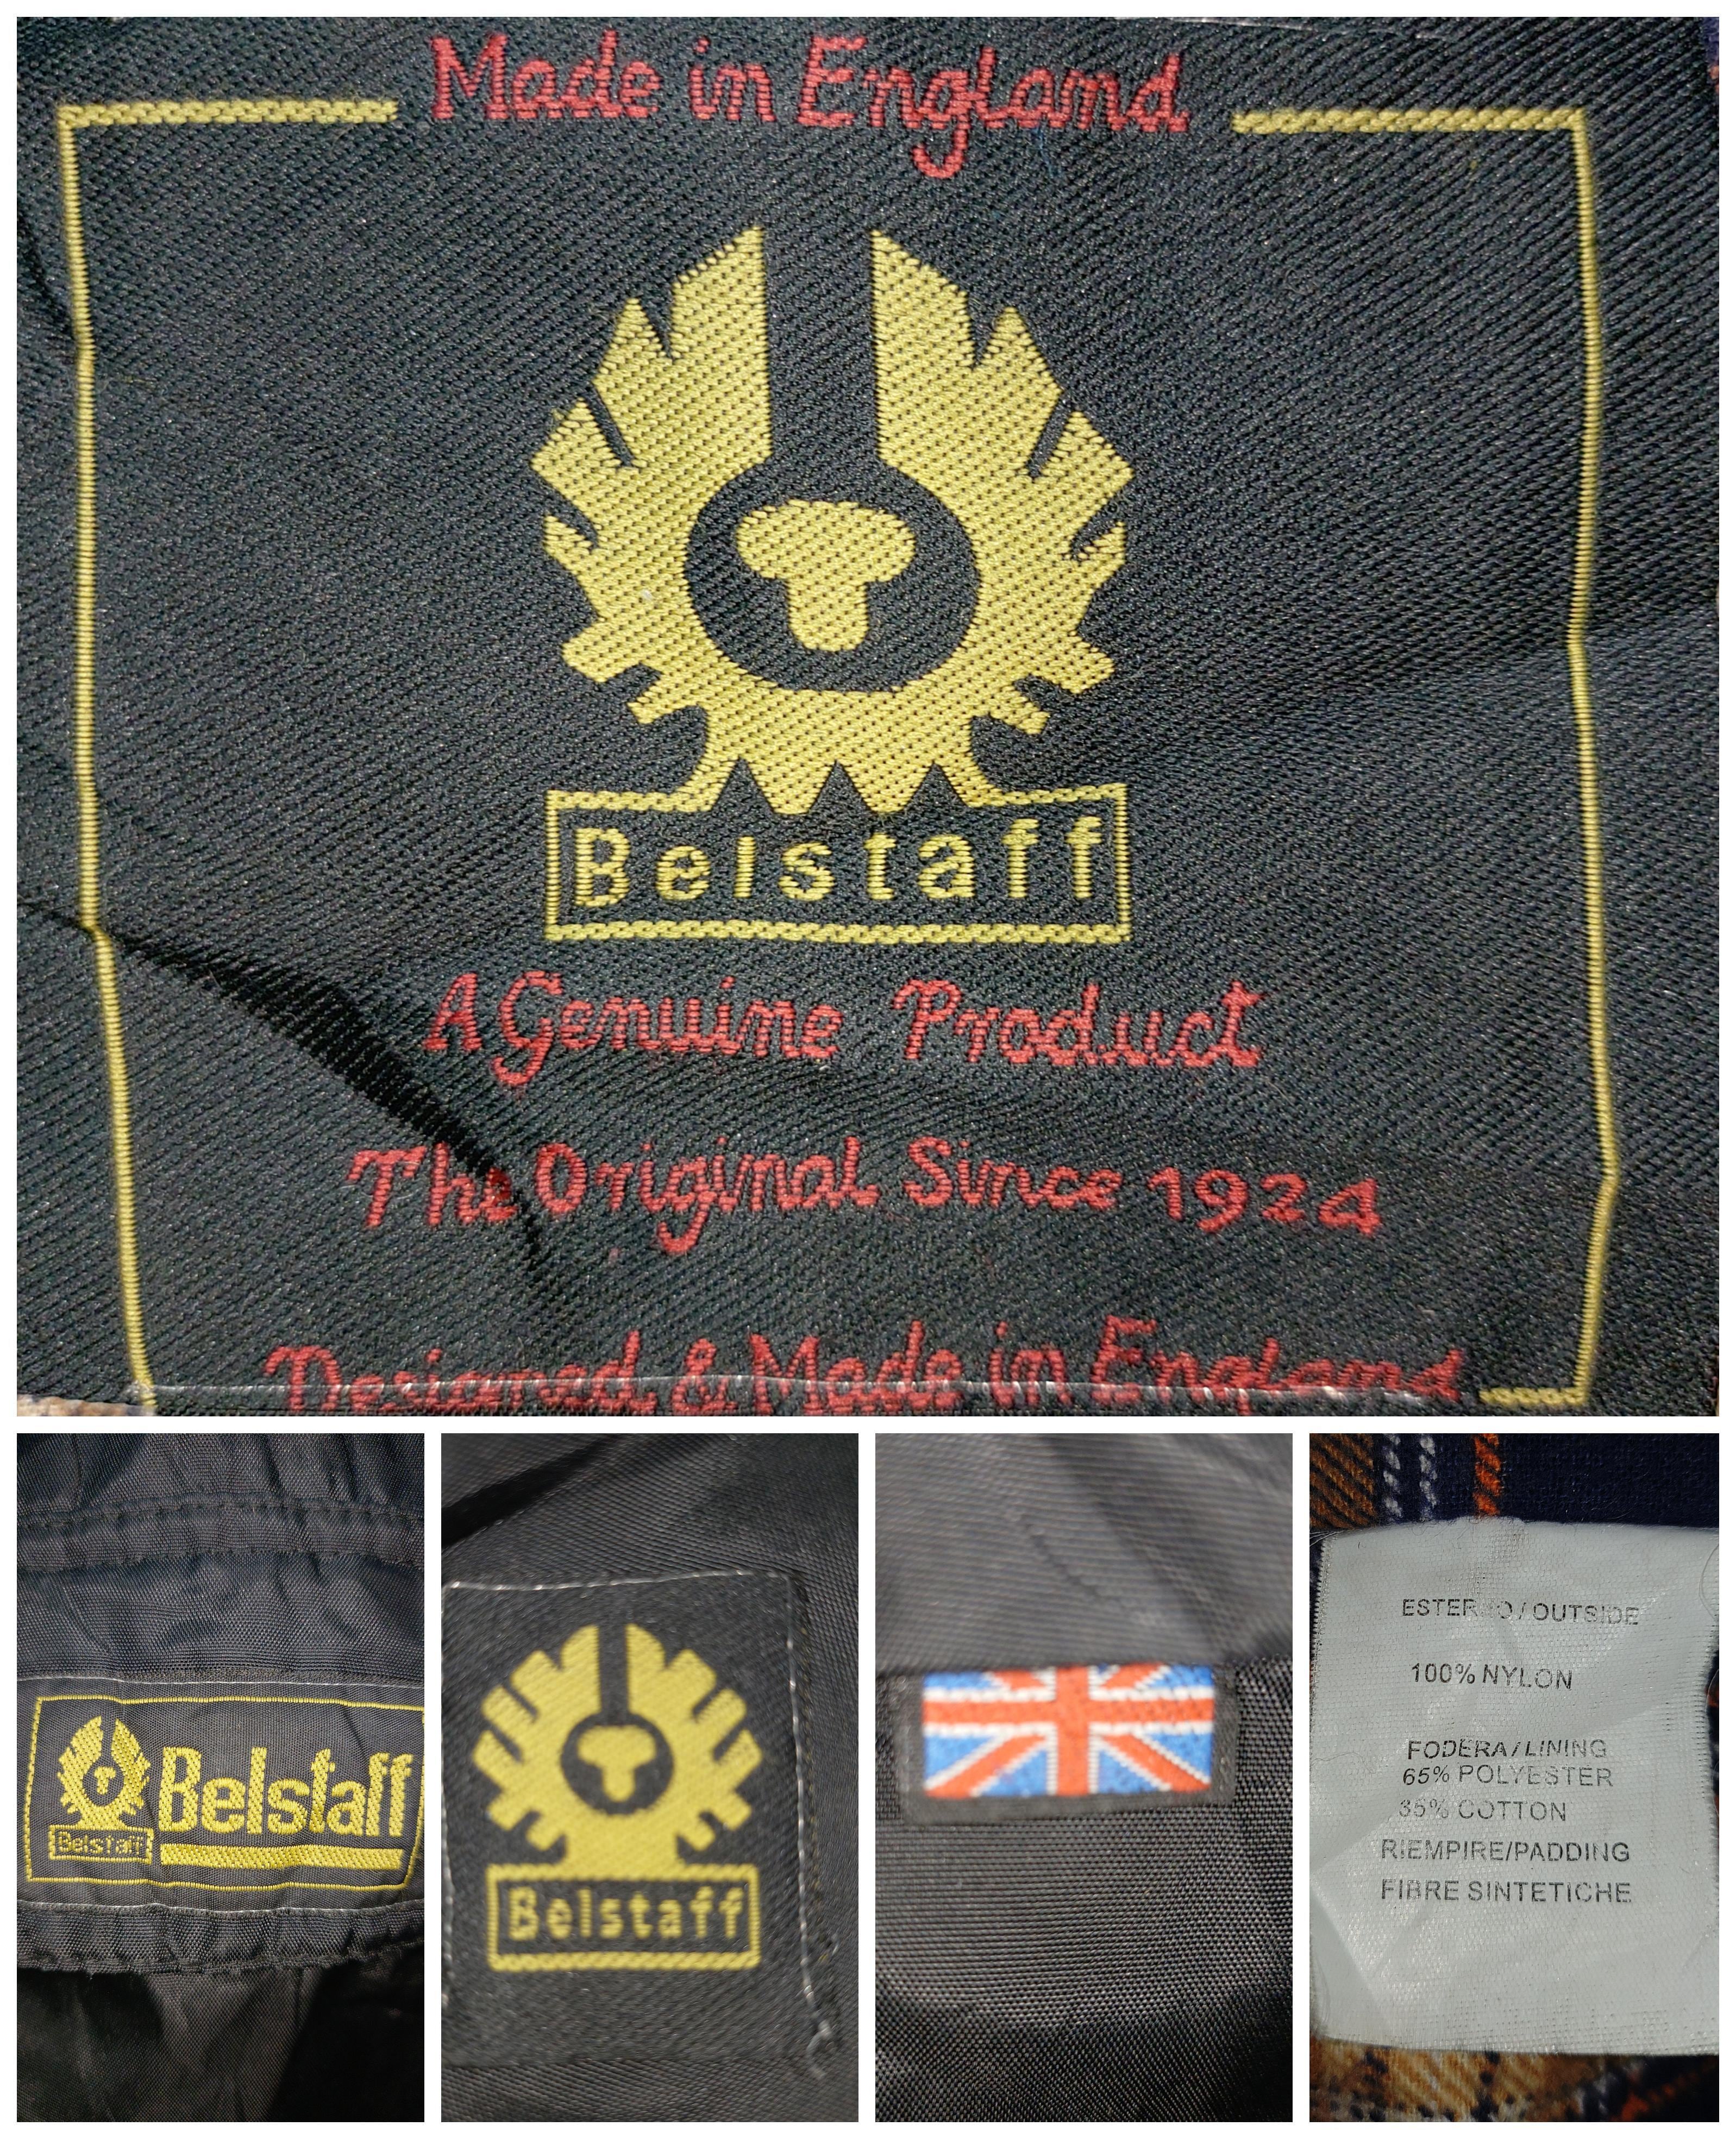 Made in England
Belstaff
A Genuine Product
The Original Since 1924
Designed & Made in England
Belstaff
Belstaff
Belstaff
ESTERNO/OUTSIDE
100% NYLON
FODERA/LINING
65% POLYESTER
35% COTTON
RIEMPIRE/PADDING
FIBRE SINTETICHE